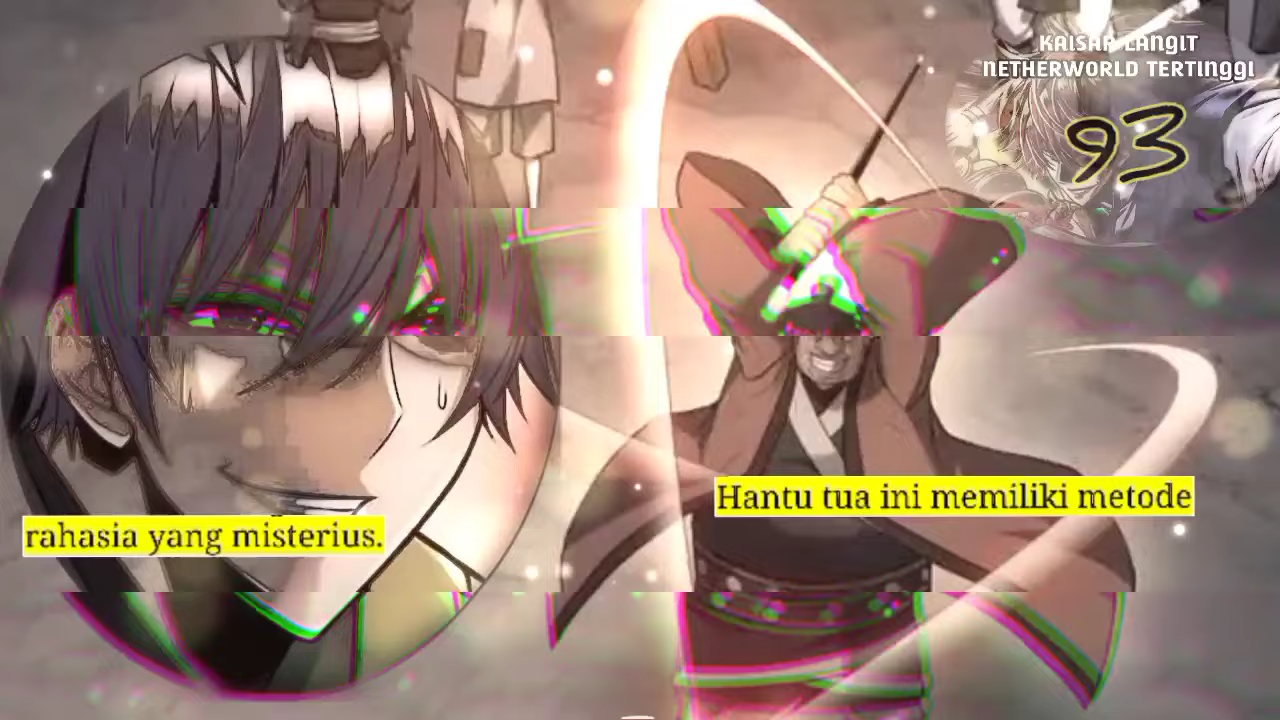 KAISAR LANGIT
NETHERWORLD TERTINGGI
93
Hantu tua ini memiliki metode
rahasia yang misterius.